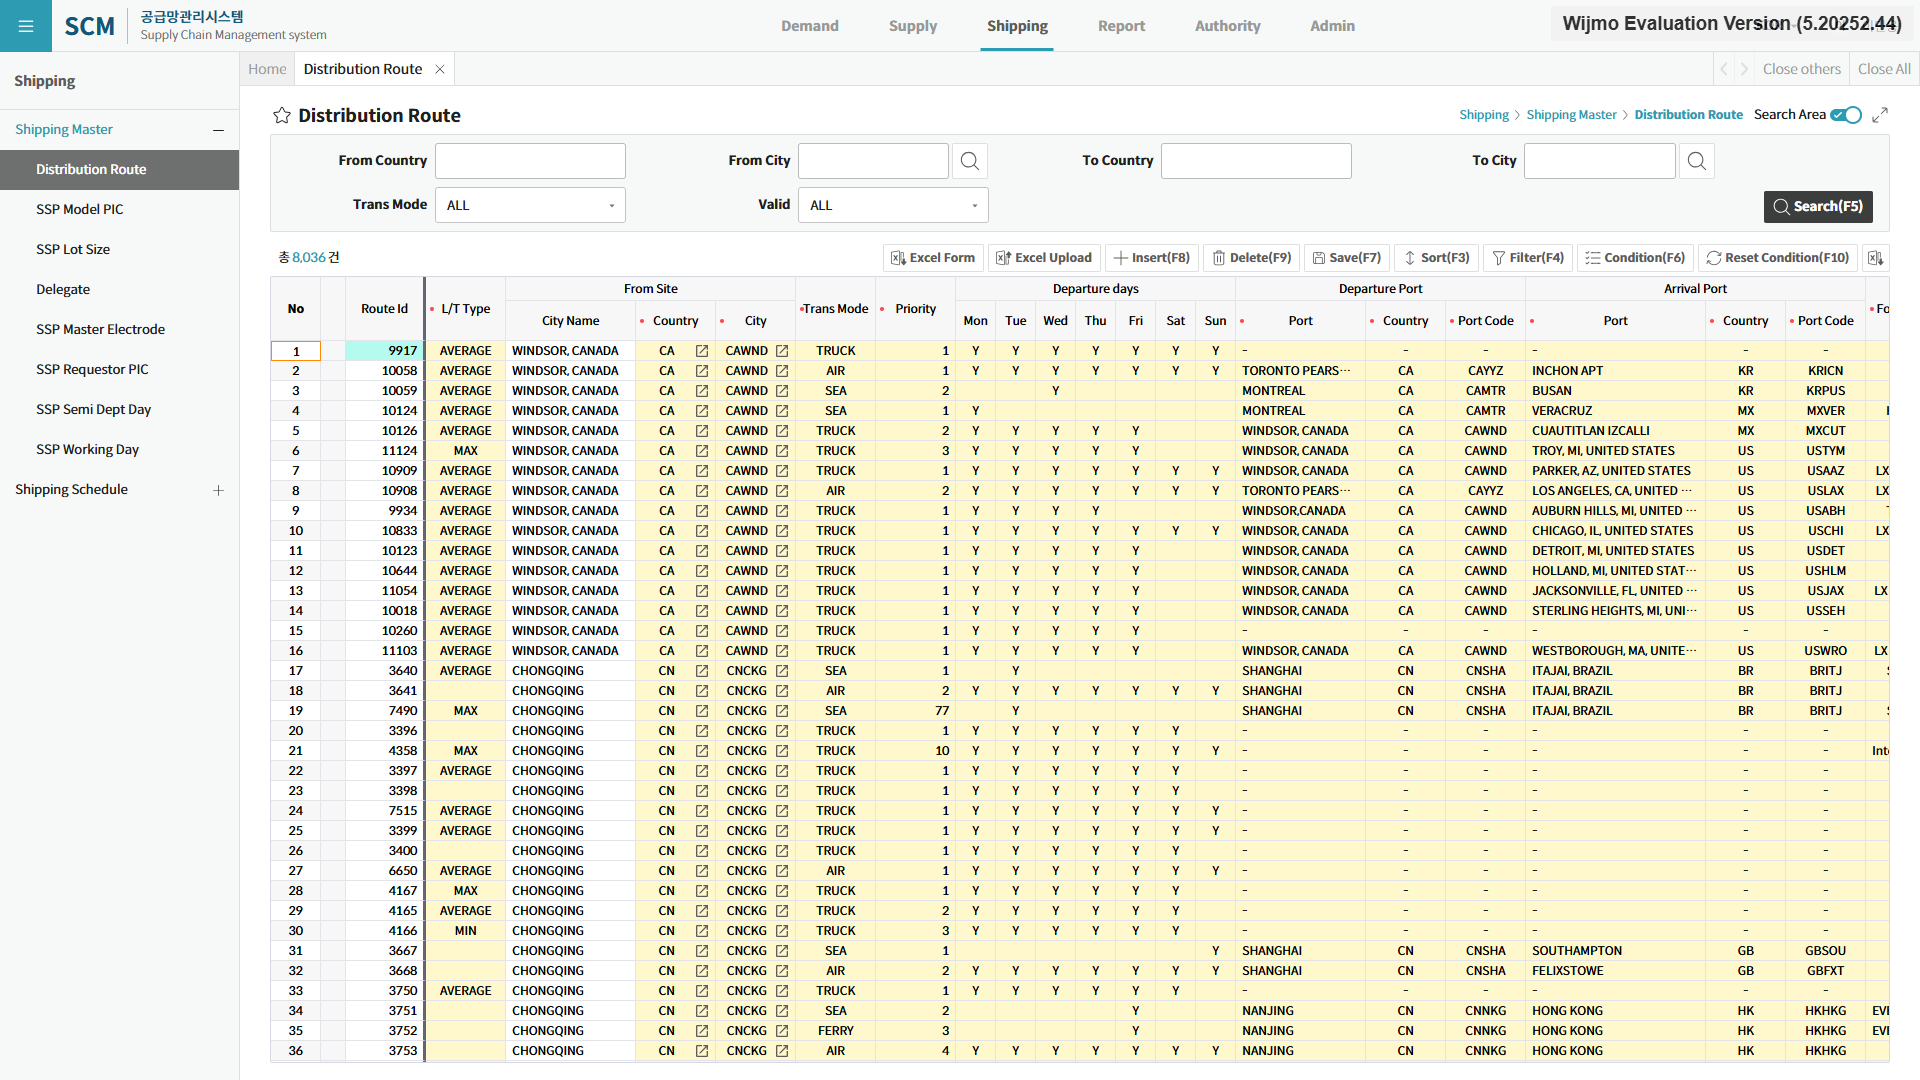 SCM
공급망관리시스템
Supply Chain Management system
Demand Supply Shipping Report Authority Admin
Wijmo Evaluation Version (5.20252.44)
Shipping
Home Distribution Route
Close others Close All
Shipping Master
Distribution Route
SSP Model PIC
SSP Lot Size
Delegate
SSP Master Electrode
SSP Requestor PIC
SSP Semi Dept Day
SSP Working Day
Shipping Schedule
Distribution Route
Shipping > Shipping Master > Distribution Route Search Area
From Country From City To Country To City
Trans Mode ALL Valid ALL Search(F5)
총 8,036 건
Excel Form Excel Upload Insert(F8) Delete(F9) Save(F7) Sort(F3) Filter(F4) Condition(F6) Reset Condition(F10)
No Route Id L/T Type From Site Trans Mode Priority Departure days Departure Port Arrival Port Fo
City Name Country City Mon Tue Wed Thu Fri Sat Sun Port Country Port Code Port Country Port Code
1 9917 AVERAGE WINDSOR, CANADA CA CAWND TRUCK 1 Y Y Y Y Y Y Y - - - - - -
2 10058 AVERAGE WINDSOR, CANADA CA CAWND AIR 1 Y Y Y Y Y Y Y TORONTO PEARS··· CA CAYYZ INCHON APT KR KRICN
3 10059 AVERAGE WINDSOR, CANADA CA CAWND SEA 2 Y MONTREAL CA CAMTR BUSAN KR KRPUS
4 10124 AVERAGE WINDSOR, CANADA CA CAWND SEA 1 Y MONTREAL CA CAMTR VERACRUZ MX MXVER
5 10126 AVERAGE WINDSOR, CANADA CA CAWND TRUCK 2 Y Y Y Y Y WINDSOR, CANADA CA CAWND CUAUTITLAN IZCALLI MX MXCUT
6 11124 MAX WINDSOR, CANADA CA CAWND TRUCK 3 Y Y Y Y Y WINDSOR, CANADA CA CAWND TROY, MI, UNITED STATES US USTYM
7 10909 AVERAGE WINDSOR, CANADA CA CAWND TRUCK 1 Y Y Y Y Y Y Y WINDSOR, CANADA CA CAWND PARKER, AZ, UNITED STATES US USAAZ LX
8 10908 AVERAGE WINDSOR, CANADA CA CAWND AIR 2 Y Y Y Y Y Y Y TORONTO PEARS··· CA CAYYZ LOS ANGELES, CA, UNITED ··· US USLAX LX
9 9934 AVERAGE WINDSOR, CANADA CA CAWND TRUCK 1 Y Y Y Y WINDSOR,CANADA CA CAWND AUBURN HILLS, MI, UNITED ··· US USABH
10 10833 AVERAGE WINDSOR, CANADA CA CAWND TRUCK 1 Y Y Y Y Y Y Y WINDSOR, CANADA CA CAWND CHICAGO, IL, UNITED STATES US USCHI LX
11 10123 AVERAGE WINDSOR, CANADA CA CAWND TRUCK 1 Y Y Y Y Y WINDSOR, CANADA CA CAWND DETROIT, MI, UNITED STATES US USDET
12 10644 AVERAGE WINDSOR, CANADA CA CAWND TRUCK 1 Y Y Y Y Y WINDSOR, CANADA CA CAWND HOLLAND, MI, UNITED STAT··· US USHLM
13 11054 AVERAGE WINDSOR, CANADA CA CAWND TRUCK 1 Y Y Y Y Y WINDSOR, CANADA CA CAWND JACKSONVILLE, FL, UNITED ··· US USJAX LX
14 10018 AVERAGE WINDSOR, CANADA CA CAWND TRUCK 1 Y Y Y Y Y WINDSOR, CANADA CA CAWND STERLING HEIGHTS, MI, UNI··· US USSEH
15 10260 AVERAGE WINDSOR, CANADA CA CAWND TRUCK 1 Y Y Y Y Y - - - - - -
16 11103 AVERAGE WINDSOR, CANADA CA CAWND TRUCK 1 Y Y Y Y Y WINDSOR, CANADA CA CAWND WESTBOROUGH, MA, UNITE··· US USWRO LX
17 3640 AVERAGE CHONGQING CN CNCKG SEA 1 Y SHANGHAI CN CNSHA ITAJAI, BRAZIL BR BRITJ
18 3641 CHONGQING CN CNCKG AIR 2 Y Y Y Y Y Y Y SHANGHAI CN CNSHA ITAJAI, BRAZIL BR BRITJ
19 7490 MAX CHONGQING CN CNCKG SEA 77 Y SHANGHAI CN CNSHA ITAJAI, BRAZIL BR BRITJ
20 3396 CHONGQING CN CNCKG TRUCK 1 Y Y Y Y Y Y - - - - - -
21 4358 MAX CHONGQING CN CNCKG TRUCK 10 Y Y Y Y Y Y Y - - - - - - Int
22 3397 AVERAGE CHONGQING CN CNCKG TRUCK 1 Y Y Y Y Y Y - - - - - -
23 3398 CHONGQING CN CNCKG TRUCK 1 Y Y Y Y Y Y - - - - - -
24 7515 AVERAGE CHONGQING CN CNCKG TRUCK 1 Y Y Y Y Y Y Y - - - - - -
25 3399 AVERAGE CHONGQING CN CNCKG TRUCK 1 Y Y Y Y Y Y Y - - - - - -
26 3400 CHONGQING CN CNCKG TRUCK 1 Y Y Y Y Y Y - - - - - -
27 6650 AVERAGE CHONGQING CN CNCKG AIR 1 Y Y Y Y Y Y Y - - - - - -
28 4167 MAX CHONGQING CN CNCKG TRUCK 1 Y Y Y Y Y Y - - - - - -
29 4165 AVERAGE CHONGQING CN CNCKG TRUCK 2 Y Y Y Y Y Y - - - - - -
30 4166 MIN CHONGQING CN CNCKG TRUCK 3 Y Y Y Y Y Y - - - - - -
31 3667 CHONGQING CN CNCKG SEA 1 Y SHANGHAI CN CNSHA SOUTHAMPTON GB GBSOU
32 3668 CHONGQING CN CNCKG AIR 2 Y Y Y Y Y Y Y SHANGHAI CN CNSHA FELIXSTOWE GB GBFXT
33 3750 AVERAGE CHONGQING CN CNCKG TRUCK 1 Y Y Y Y Y Y - - - - - -
34 3751 CHONGQING CN CNCKG SEA 2 Y NANJING CN CNNKG HONG KONG HK HKHKG EVI
35 3752 CHONGQING CN CNCKG FERRY 3 Y NANJING CN CNNKG HONG KONG HK HKHKG EVI
36 3753 CHONGQING CN CNCKG AIR 4 Y Y Y Y Y Y Y NANJING CN CNNKG HONG KONG HK HKHKG